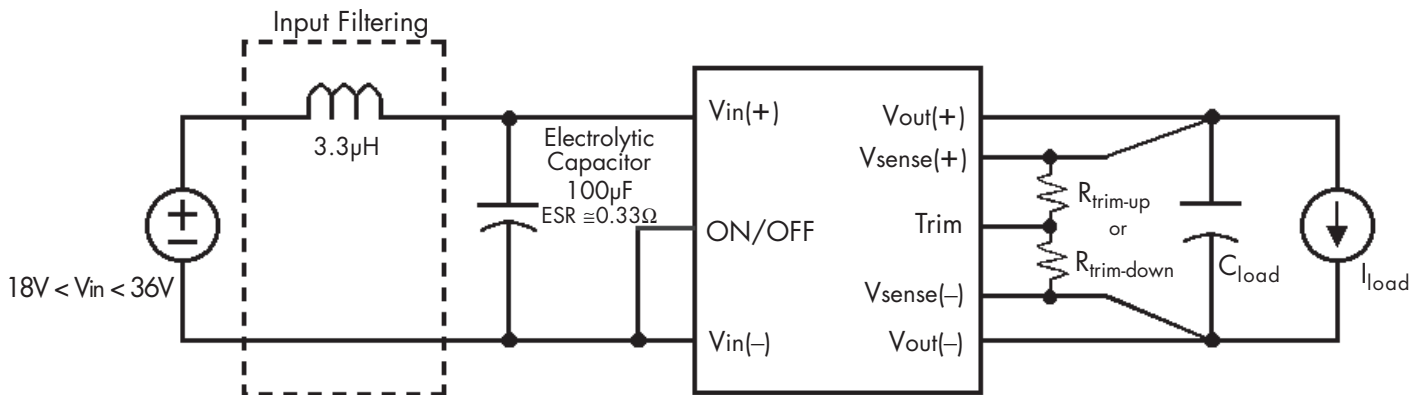 Input Filtering
3.3µH
Electrolytic
Capacitor
100µF
ESR ≅0.33Ω
18V < Vin < 36V
Vin(+)
ON/OFF
Vin(–)
Vout(+)
Vsense(+)
Trim
Vsense(–)
Vout(–)
Rtrim-up
or
Rtrim-down
Cload
Iload